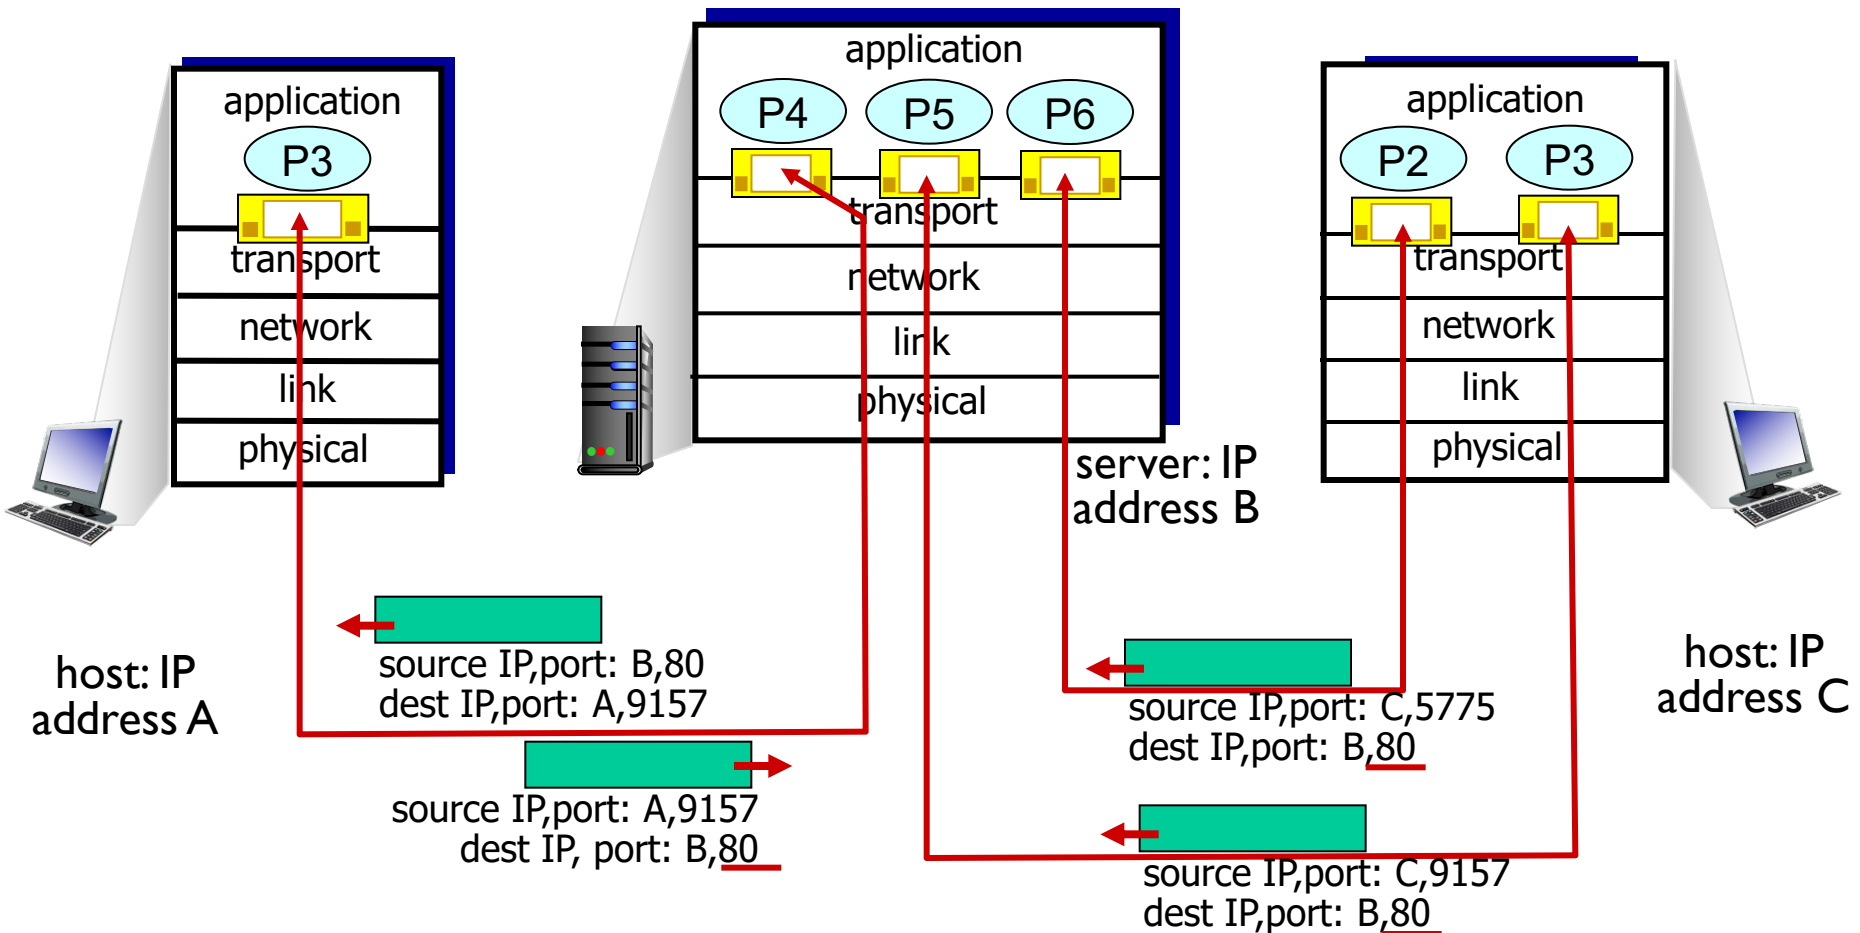 application
P3
transport
network
link
physical
host: IP
address A
application
P4
P5
P6
transport
network
link
physical
server: IP
address B
application
P2
P3
transport
network
link
physical
host: IP
address C
source IP,port: B,80
dest IP,port: A,9157
source IP,port: A,9157
dest IP, port: B,80
source IP,port: C,5775
dest IP,port: B,80
source IP,port: C,9157
dest IP,port: B,80